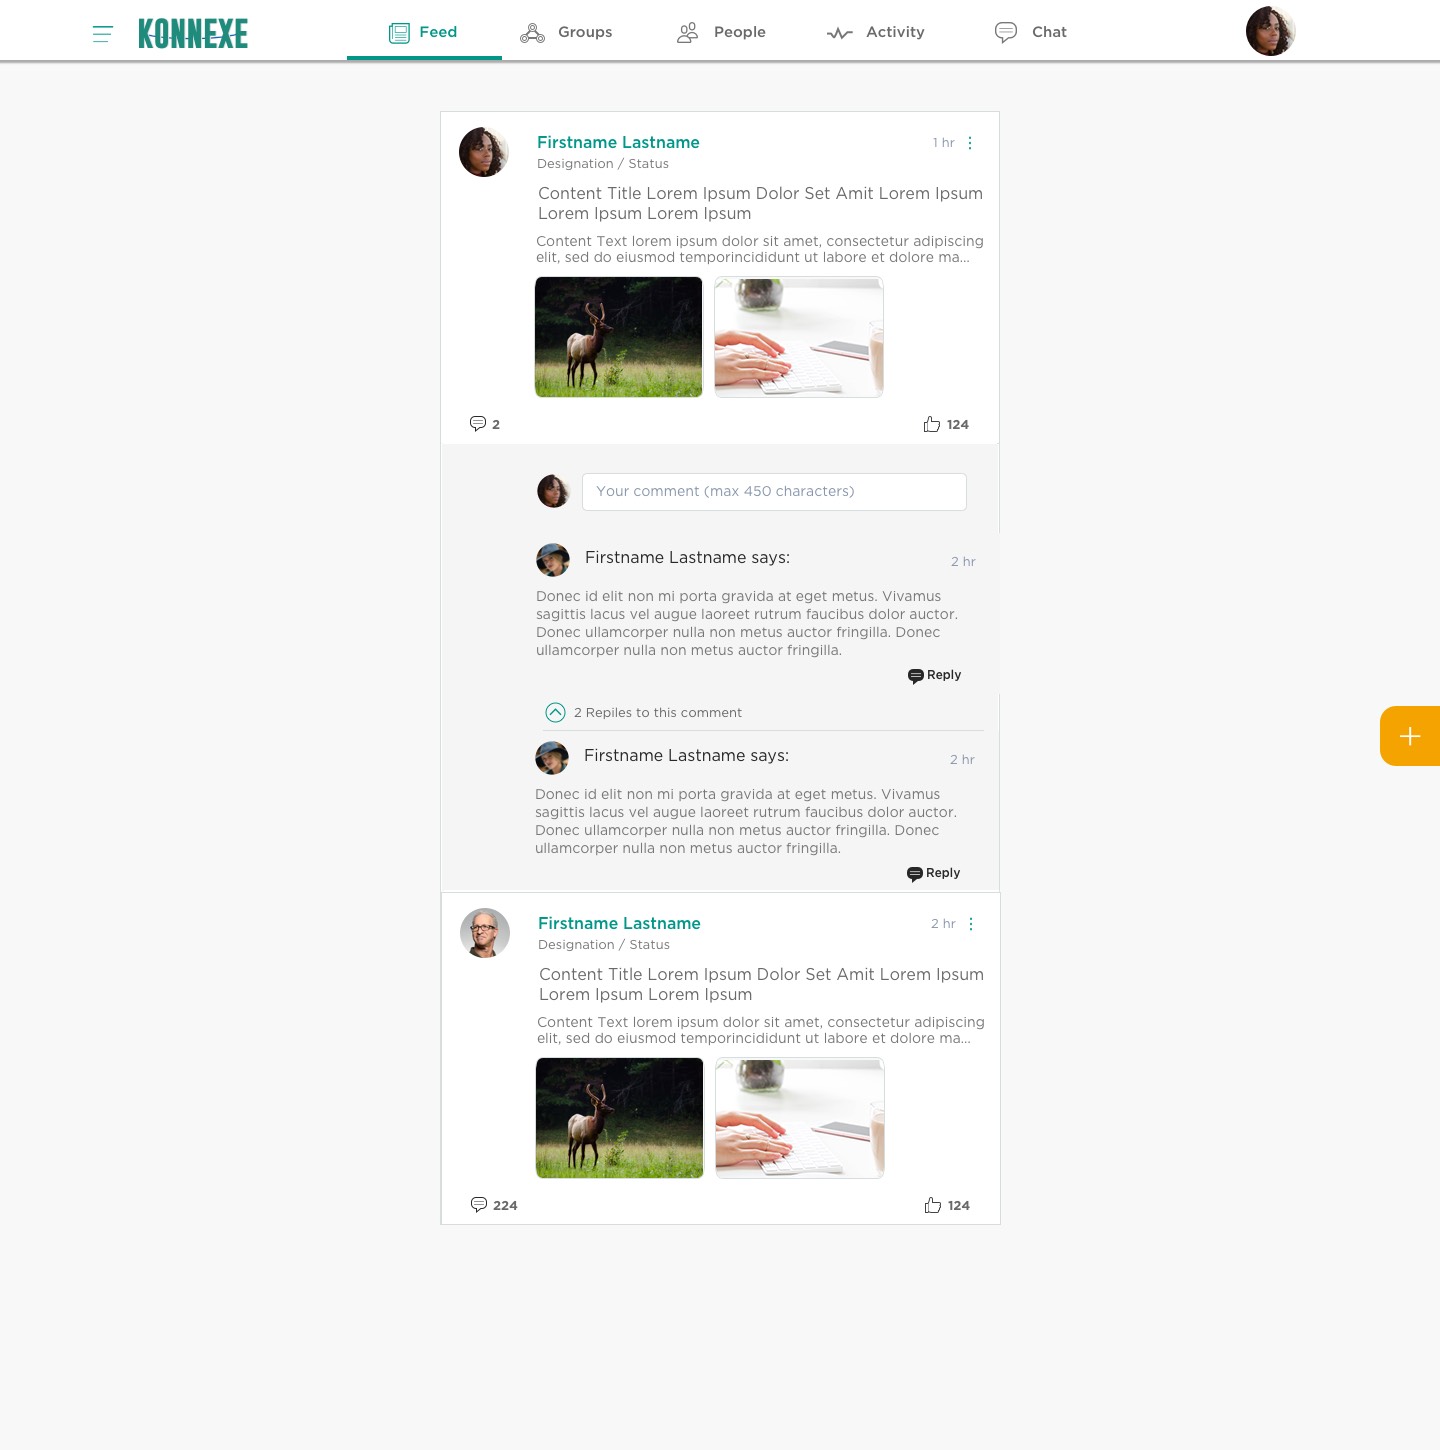 KONNEXE
Feed
Groups
People
Activity
Chat
Firstname Lastname
1 hr
Designation / Status
Content Title Lorem Ipsum Dolor Set Amit Lorem Ipsum
Lorem Ipsum Lorem Ipsum
Content Text lorem ipsum dolor sit amet, consectetur adipiscing
elit, sed do eiusmod temporincididunt ut labore et dolore ma...
2
124
Your comment (max 450 characters)
Firstname Lastname says:
2 hr
Donec id elit non mi porta gravida at eget metus. Vivamus
sagittis lacus vel augue laoreet rutrum faucibus dolor auctor.
Donec ullamcorper nulla non metus auctor fringilla. Donec
ullamcorper nulla non metus auctor fringilla.
Reply
2 Repiles to this comment
Firstname Lastname says:
2 hr
Donec id elit non mi porta gravida at eget metus. Vivamus
sagittis lacus vel augue laoreet rutrum faucibus dolor auctor.
Donec ullamcorper nulla non metus auctor fringilla. Donec
ullamcorper nulla non metus auctor fringilla.
Reply
Firstname Lastname
2 hr
Designation / Status
Content Title Lorem Ipsum Dolor Set Amit Lorem Ipsum
Lorem Ipsum Lorem Ipsum
Content Text lorem ipsum dolor sit amet, consectetur adipiscing
elit, sed do eiusmod temporincididunt ut labore et dolore ma...
224
124